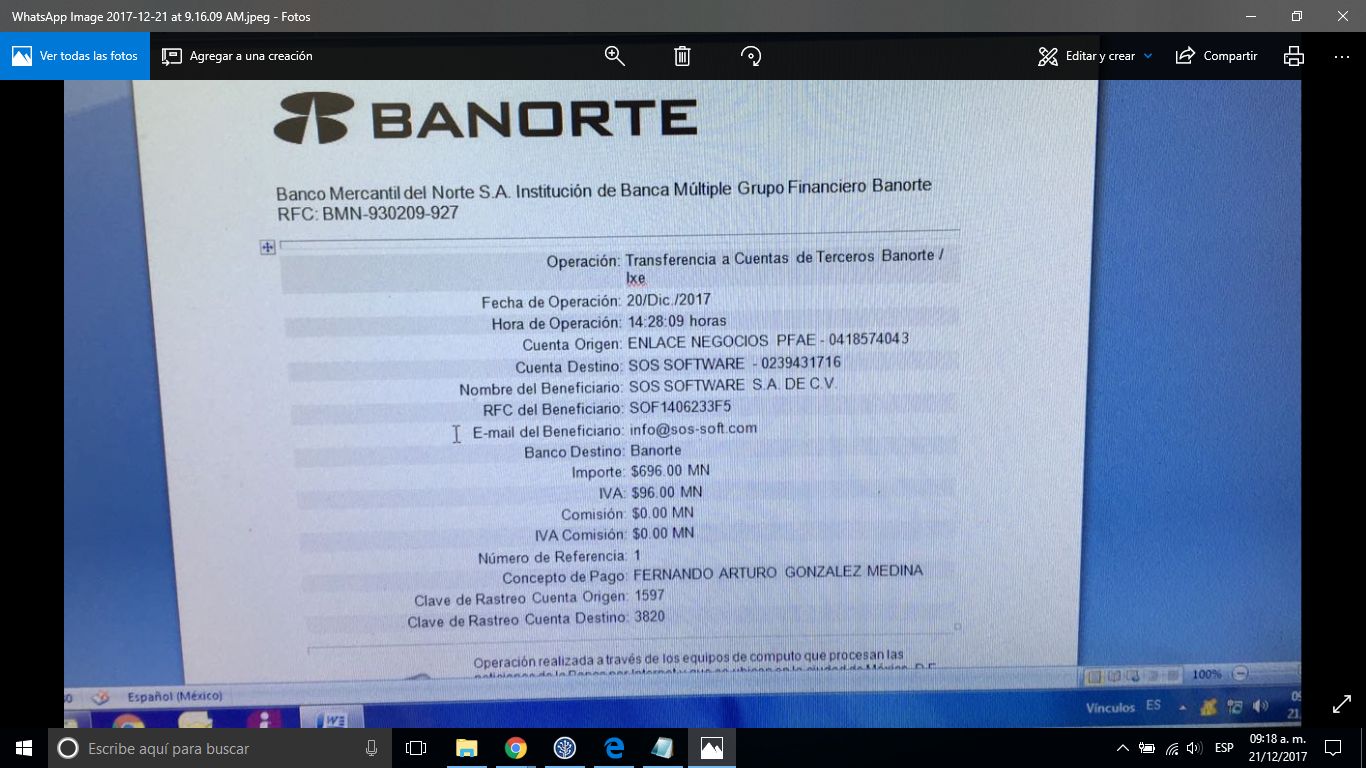 WhatsApp Image 2017-12-21 at 9.16.09 AM.jpeg - Fotos
Ver todas las fotos
Agregar a una creación
Editar y crear
Compartir
BANORTE
Banco Mercantil del Norte S.A. Institución de Banca Múltiple Grupo Financiero Banorte
RFC: BMN-930209-927
Operación: Transferencia a Cuentas de Terceros Banorte /
Ixe
Fecha de Operación: 20/Dic./2017
Hora de Operación: 14:28:09 horas
Cuenta Origen: ENLACE NEGOCIOS PFAE - 0418574043
Cuenta Destino: SOS SOFTWARE - 0239431716
Nombre del Beneficiario: SOS SOFTWARE S.A. DE C.V.
RFC del Beneficiario: SOF1406233F5
E-mail del Beneficiario: info@sos-soft.com
Banco Destino: Banorte
Importe: $696.00 MN
IVA: $96.00 MN
Comisión: $0.00 MN
IVA Comisión: $0.00 MN
Número de Referencia: 1
Concepto de Pago: FERNANDO ARTURO GONZALEZ MEDINA
Clave de Rastreo Cuenta Origen: 1597
Clave de Rastreo Cuenta Destino: 3820
Operación realizada a través de los equipos de computo que procesan las
Español (México)
100%
Vínculos ES
Escribe aquí para buscar
ESP
09:18 a. m.
21/12/2017